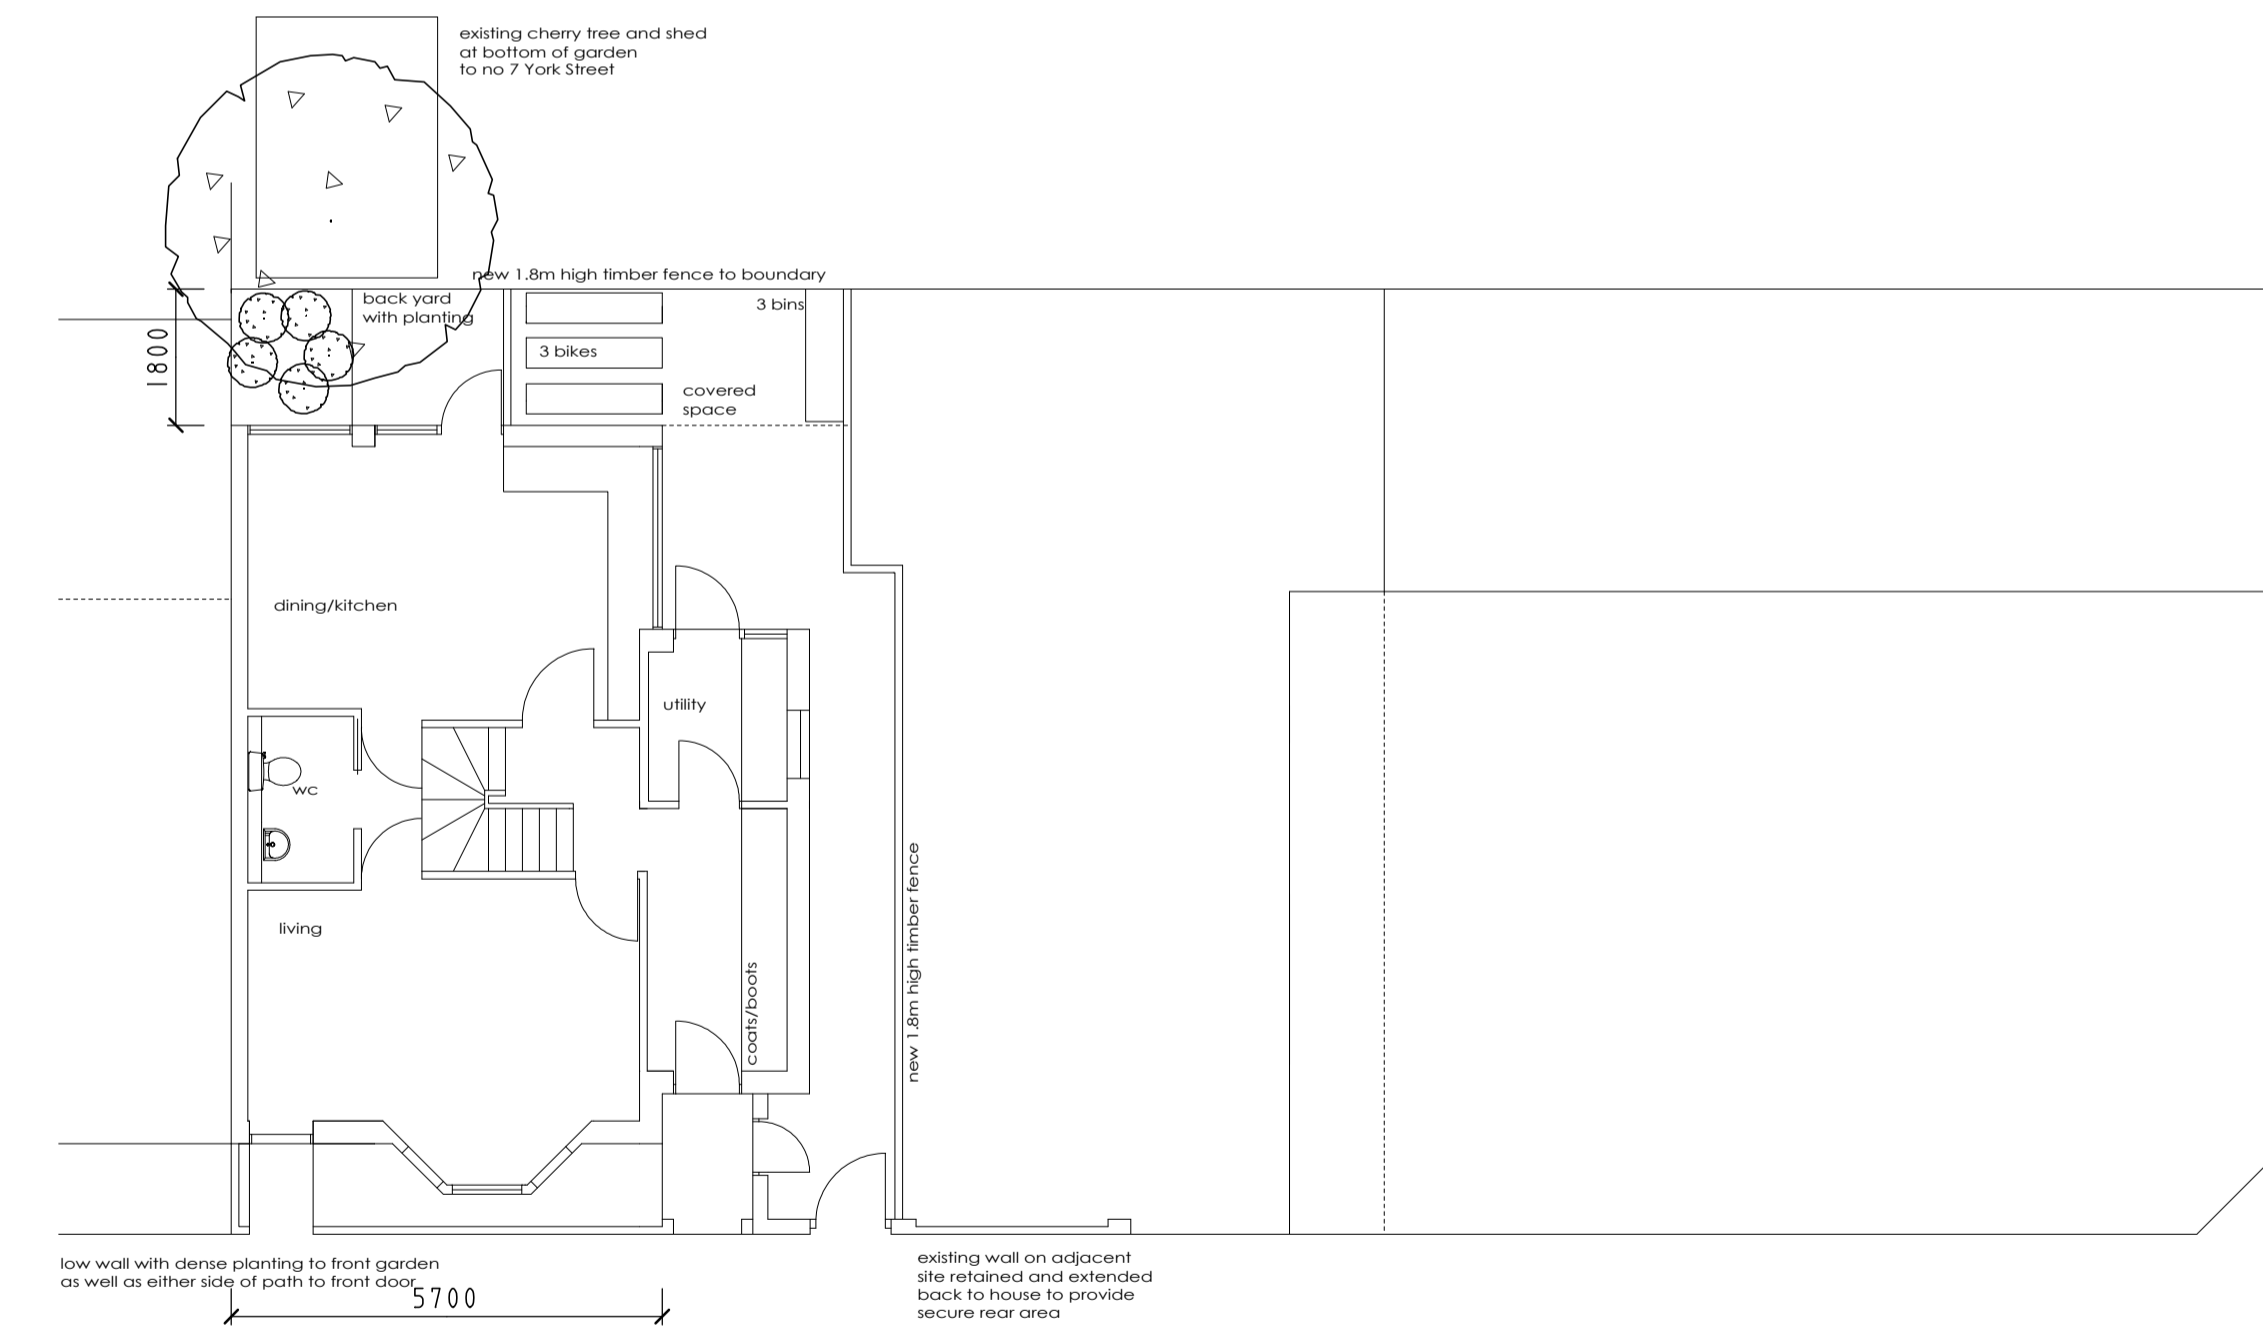 existing cherry tree and shed
at bottom of garden
to no 7 York Street
new 1.8m high timber fence to boundary
back yard
with planting
3 bins
1800
3 bikes
covered
space
dining/kitchen
utility
wc
living
coats/boots
new 1.8m high timber fence
low wall with dense planting to front garden
as well as either side of path to front door
5700
existing wall on adjacent
site retained and extended
back to house to provide
secure rear area